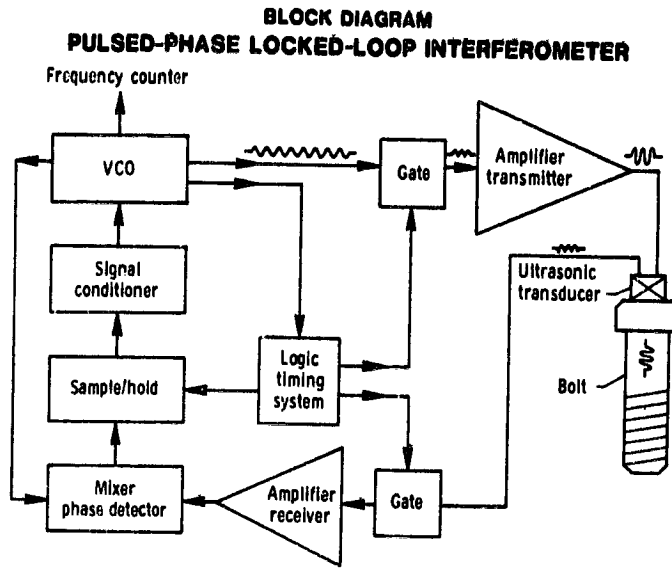 BLOCK DIAGRAM
PULSED-PHASE LOCKED-LOOP INTERFEROMETER
Frequency counter
VCO
Gate
Amplifier
transmitter
Signal
conditioner
Ultrasonic
transducer
Logic
timing
system
Sample/hold
Bolt
Mixer
phase detector
Amplifier
receiver
Gate